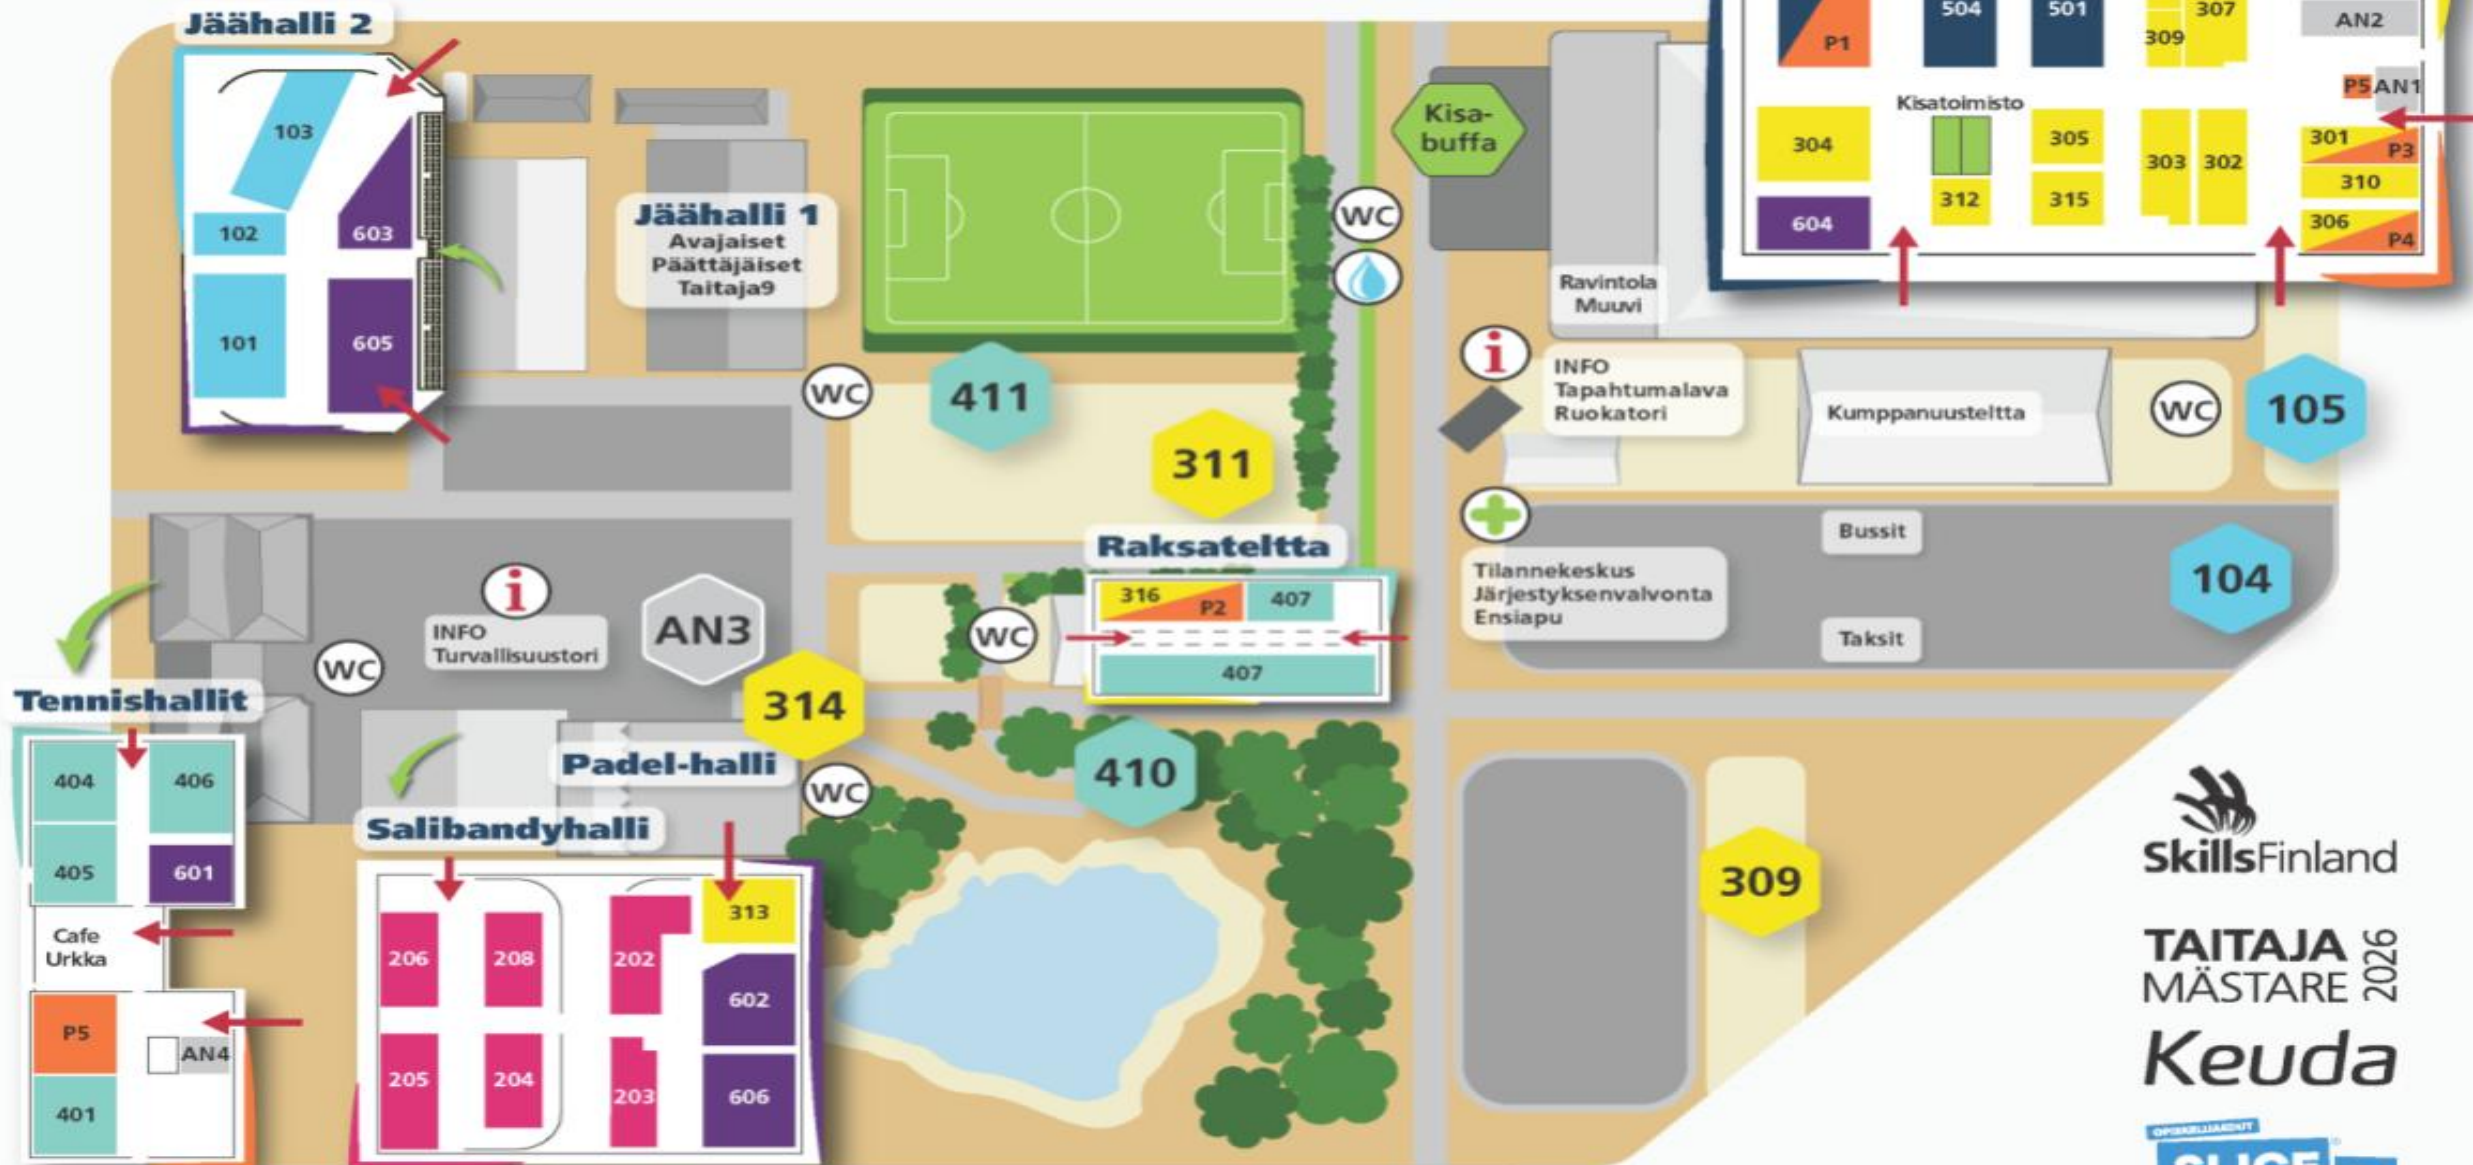 Jäähalli 2
103
102
603
101
605
Jäähalli 1
Avajaiset
Päättäjäiset
Taitaja9
WC
411
311
Kisa-
buffa
WC
P1
504
501
309
307
AN2
P5
AN1
Kisatoimisto
304
305
303
302
301
P3
310
312
315
604
306
P4
Ravintola
Muuvi
i
INFO
Tapahtumalava
Ruokatori
Kumppanuusteltta
WC
105
Tilannekeskus
Järjestyksenvalvonta
Ensiapu
Bussit
Taksit
104
Raksateltta
316
P2
407
407
WC
i
INFO
Turvallisuustori
AN3
WC
314
410
WC
309
Tennishallit
404
406
405
601
Cafe
Urkka
P5
AN4
401
Padel-halli
Salibandyhalli
206
208
202
313
602
205
204
203
606
SkillsFinland
TAITAJA
MÄSTARE
2026
Keuda
OPISKELIJAEDUT
SLICE